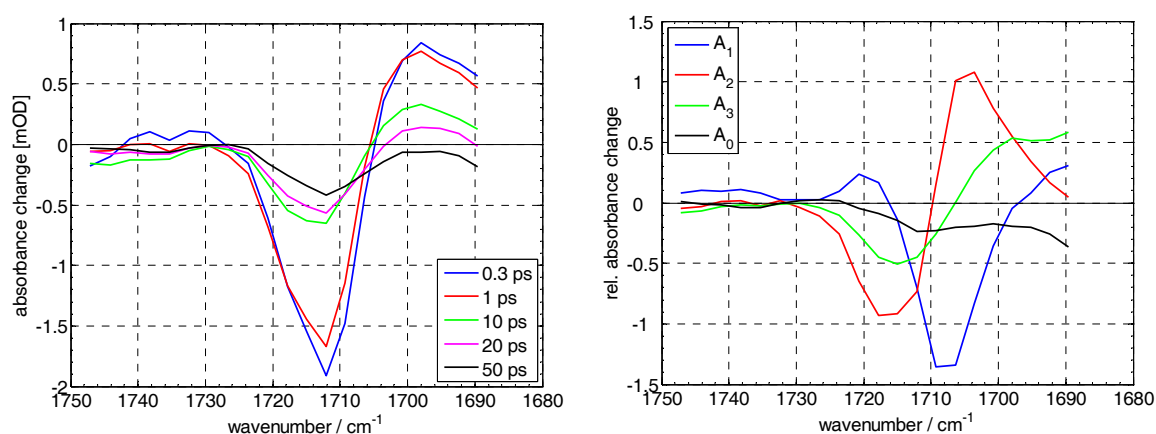 absorbance change [mOD]
1
0.5
0
-0.5
-1
-1.5
-2
1750 1740 1730 1720 1710 1700 1690 1680
wavenumber / cm-1
0.3 ps
1 ps
10 ps
20 ps
50 ps
rel. absorbance change
1.5
1
0.5
0
-0.5
-1
-1.5
1750 1740 1730 1720 1710 1700 1690 1680
wavenumber / cm-1
A1
A2
A3
A0